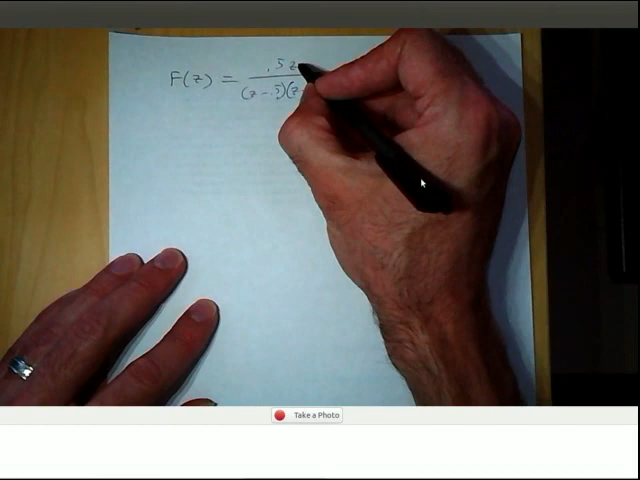 F(z) = .5z
(z-.5)(z-
Take a Photo